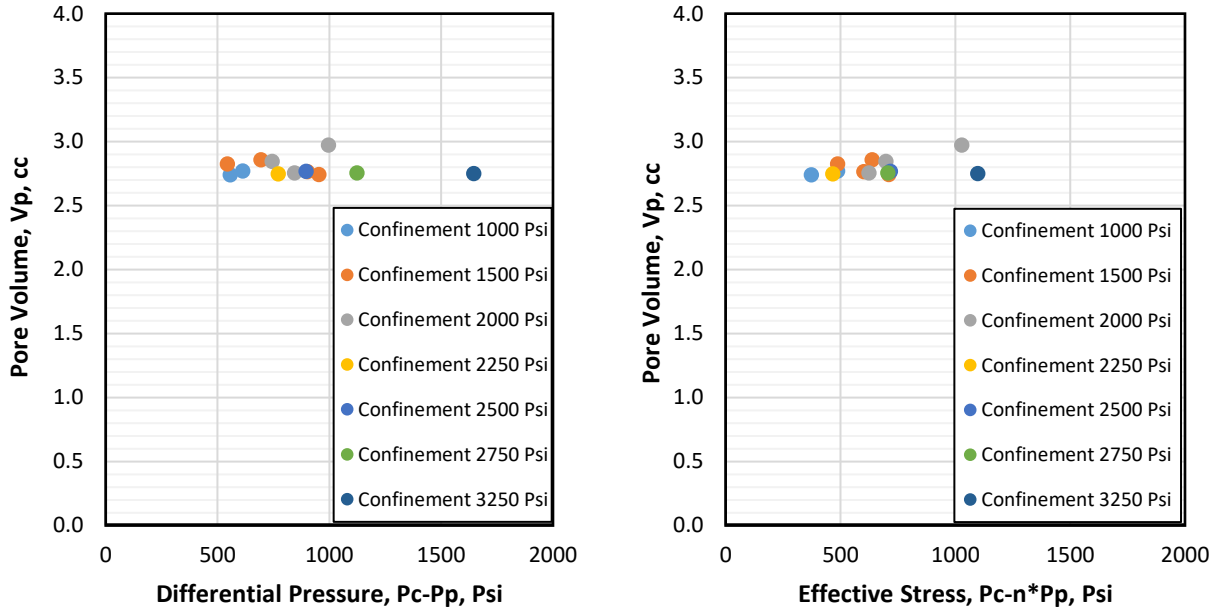 Pore Volume, Vp, cc
4.0
3.5
3.0
2.5
2.0
1.5
1.0
0.5
0.0
Confinement 1000 Psi
Confinement 1500 Psi
Confinement 2000 Psi
Confinement 2250 Psi
Confinement 2500 Psi
Confinement 2750 Psi
Confinement 3250 Psi
0 500 1000 1500 2000
Differential Pressure, Pc-Pp, Psi
Pore Volume, Vp, cc
4.0
3.5
3.0
2.5
2.0
1.5
1.0
0.5
0.0
Confinement 1000 Psi
Confinement 1500 Psi
Confinement 2000 Psi
Confinement 2250 Psi
Confinement 2500 Psi
Confinement 2750 Psi
Confinement 3250 Psi
0 500 1000 1500 2000
Effective Stress, Pc-n*Pp, Psi